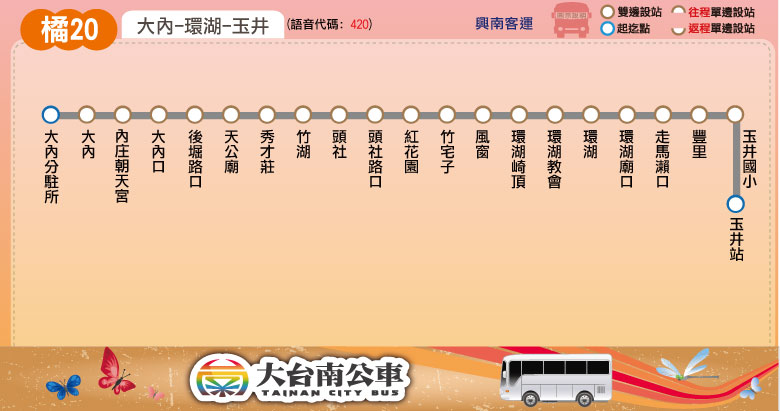 橘20
大內-環湖-玉井
(語音代碼: 420)
興南客運
雙邊設站
往程單邊設站
起迄點
返程單邊設站
大內分駐所
大內
內庄朝天宮
大內口
後堀路口
天公廟
秀才莊
竹湖
頭社
頭社路口
紅花園
竹宅子
風窗
環湖崎頂
環湖教會
環湖
環湖廟口
走馬瀨口
豐里
玉井國小
玉井站
大台南公車
TAINAN CITY BUS